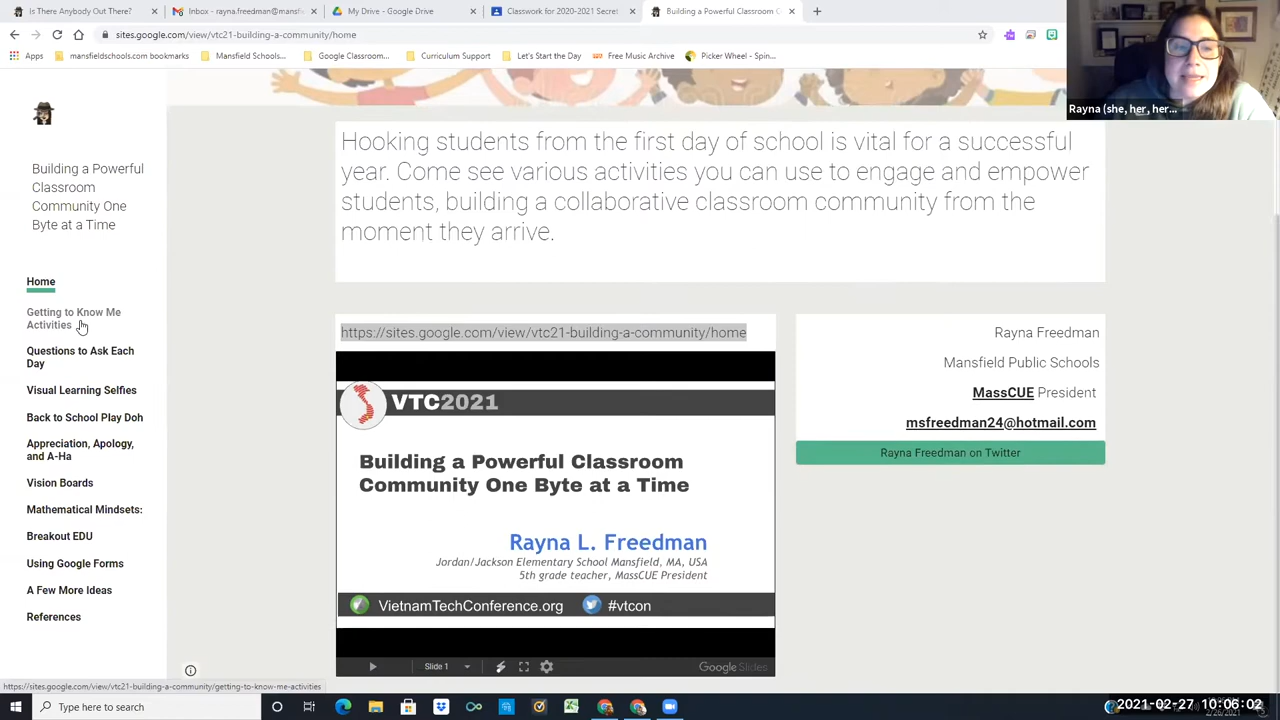 Is There Anybody Out There?
Inbox - rayna.freedman@mansf
My Drive - Google Drive
Classwork for 2020-2021 Secret
Building a Powerful Classroom C
sites.google.com/view/vtc21-building-a-community/home
Apps
mansfieldschools.com bookmarks
Mansfield Schools...
Google Classroom...
Curriculum Support
Let's Start the Day
Free Music Archive
Picker Wheel - Spin...
Rayna (she, her, her...
Building a Powerful
Classroom
Community One
Byte at a Time
Home
Getting to Know Me
Activities
Questions to Ask Each
Day
Visual Learning Selfies
Back to School Play Doh
Appreciation, Apology,
and A-Ha
Vision Boards
Mathematical Mindsets:
Breakout EDU
Using Google Forms
A Few More Ideas
References
Hooking students from the first day of school is vital for a successful
year. Come see various activities you can use to engage and empower
students, building a collaborative classroom community from the
moment they arrive.
https://sites.google.com/view/vtc21-building-a-community/home
VTC2021
Building a Powerful Classroom
Community One Byte at a Time
Rayna L. Freedman
Jordan/Jackson Elementary School Mansfield, MA, USA
5th grade teacher, MassCUE President
VietnamTechConference.org
#vtcon
Slide 1
Google Slides
Rayna Freedman
Mansfield Public Schools
MassCUE President
msfreedman24@hotmail.com
Rayna Freedman on Twitter
https://sites.google.com/view/vtc21-building-a-community/getting-to-know-me-activities
Type here to search
2021-02-27 10:06:02